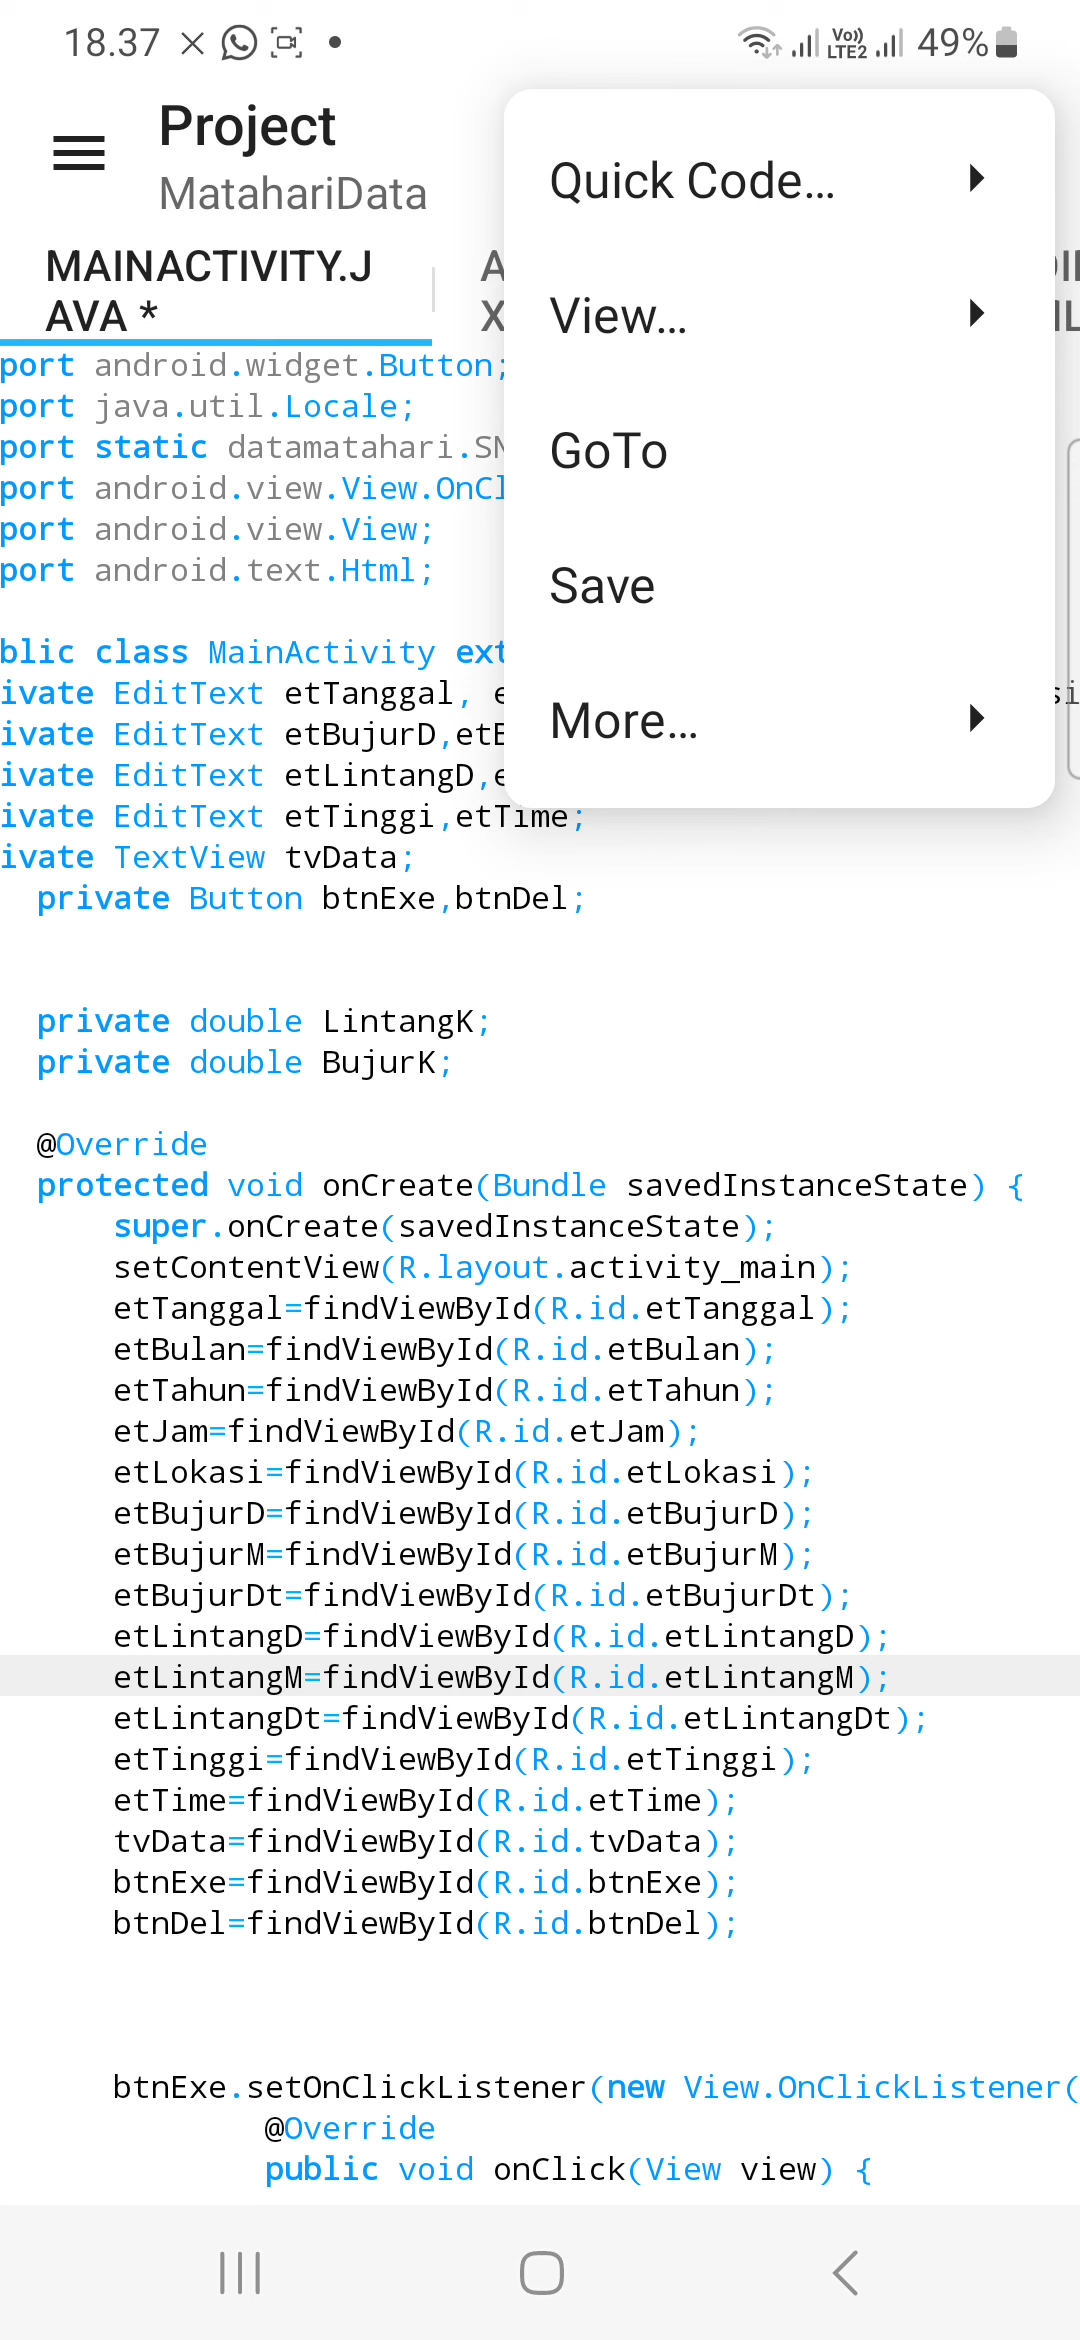 18.37
Vo)) LTE2 49%
Project
MatahariData
MAINACTIVITY.J
AVA *
A
X
Quick Code...
View...
GoTo
Save
More...
port android.widget.Button;
port java.util.Locale;
port static datamatahari.
port android.view.View.OnCl
port android.view.View;
port android.text.Html;
blic class MainActivity ext
ivate EditText etTanggal, e
ivate EditText etBujurD,etB
ivate EditText etLintangD,e
ivate EditText etTinggi,etTime;
ivate TextView tvData;
private Button btnExe,btnDel;
private double LintangK;
private double BujurK;
@Override
protected void onCreate(Bundle savedInstanceState) {
super.onCreate(savedInstanceState);
setContentView(R.layout.activity_main);
etTanggal=findViewById(R.id.etTanggal);
etBulan=findViewById(R.id.etBulan);
etTahun=findViewById(R.id.etTahun);
etJam=findViewById(R.id.etJam);
etLokasi=findViewById(R.id.etLokasi);
etBujurD=findViewById(R.id.etBujurD);
etBujurM=findViewById(R.id.etBujurM);
etBujurDt=findViewById(R.id.etBujurDt);
etLintangD=findViewById(R.id.etLintangD);
etLintangM=findViewById(R.id.etLintangM);
etLintangDt=findViewById(R.id.etLintangDt);
etTinggi=findViewById(R.id.etTinggi);
etTime=findViewById(R.id.etTime);
tvData=findViewById(R.id.tvData);
btnExe=findViewById(R.id.btnExe);
btnDel=findViewById(R.id.btnDel);
btnExe.setOnClickListener(new View.OnClickListener(
@Override
public void onClick(View view) {